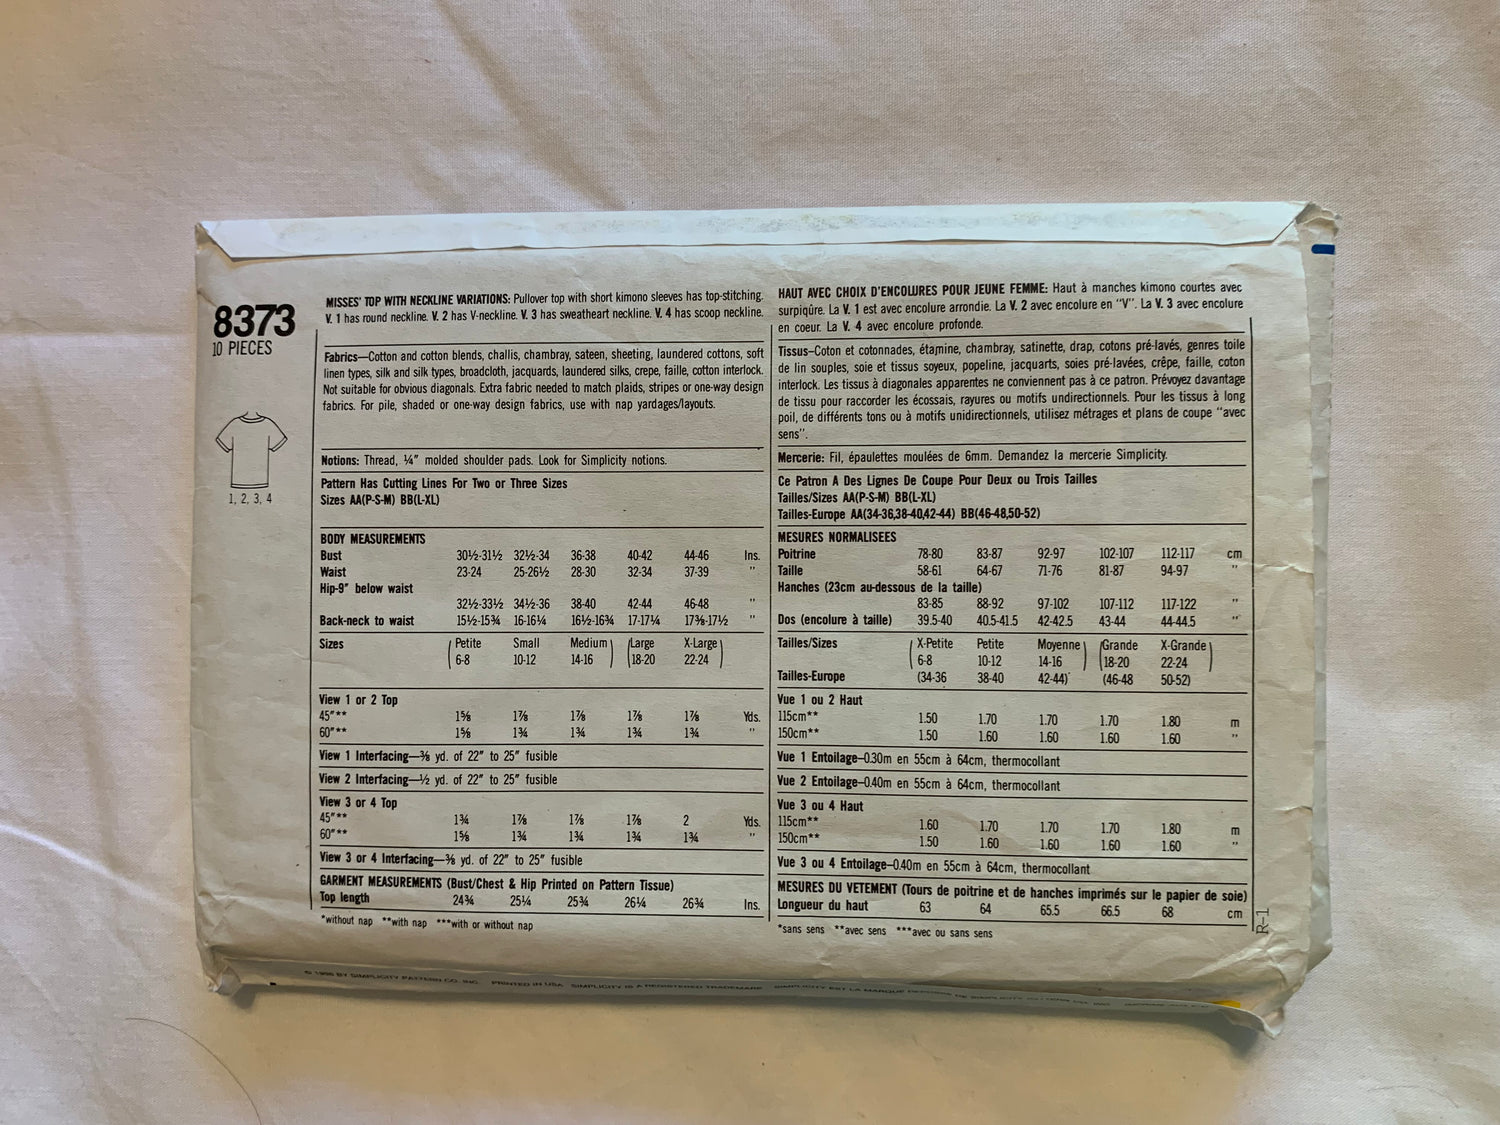 8373
10 PIECES
1, 2, 3, 4
MISSES' TOP WITH NECKLINE VARIATIONS: Pullover top with short kimono sleeves has top-stitching.
V. 1 has round neckline. V. 2 has V-neckline. V. 3 has sweatheart neckline. V. 4 has scoop neckline.
Fabrics—Cotton and cotton blends, challis, chambray, sateen, sheeting, laundered cottons, soft
linen types, silk and silk types, broadcloth, jacquards, laundered silks, crepe, faille, cotton interlock.
Not suitable for obvious diagonals. Extra fabric needed to match plaids, stripes or one-way design
fabrics. For pile, shaded or one-way design fabrics, use with nap yardages/layouts.
Notions: Thread, ¼" molded shoulder pads. Look for Simplicity notions.
Pattern Has Cutting Lines For Two or Three Sizes
Sizes AA(P-S-M) BB(L-XL)
BODY MEASUREMENTS
Bust 30½-31½ 32½-34 36-38 40-42 44-46 Ins.
Waist 23-24 25-26½ 28-30 32-34 37-39 "
Hip-9" below waist
32½-33½ 34½-36 38-40 42-44 46-48 "
Back-neck to waist 15½-15¾ 16-16¼ 16½-16¾ 17-17¼ 17⅜-17½ "
Sizes (Petite Small Medium) (Large X-Large)
6-8 10-12 14-16 18-20 22-24
View 1 or 2 Top
45"** 1⅝ 1⅞ 1⅞ 1⅞ 1⅞ Yds.
60"** 1⅝ 1¾ 1¾ 1¾ 1¾ "
View 1 Interfacing—⅜ yd. of 22" to 25" fusible
View 2 Interfacing—½ yd. of 22" to 25" fusible
View 3 or 4 Top
45"** 1¾ 1⅞ 1⅞ 1⅞ 2 Yds.
60"** 1⅝ 1¾ 1¾ 1¾ 1¾ "
View 3 or 4 Interfacing—⅜ yd. of 22" to 25" fusible
GARMENT MEASUREMENTS (Bust/Chest & Hip Printed on Pattern Tissue)
Top length 24¾ 25¼ 25¾ 26¼ 26¾ Ins.
*without nap **with nap ***with or without nap
HAUT AVEC CHOIX D'ENCOLURES POUR JEUNE FEMME: Haut à manches kimono courtes avec
surpiqûre. La V. 1 est avec encolure arrondie. La V. 2 avec encolure en "V". La V. 3 avec encolure
en coeur. La V. 4 avec encolure profonde.
Tissus—Coton et cotonnades, étamine, chambray, satinette, drap, cotons pré-lavés, genres toile
de lin souples, soie et tissus soyeux, popeline, jacquarts, soies pré-lavées, crêpe, faille, coton
interlock. Les tissus à diagonales apparentes ne conviennent pas à ce patron. Prévoyez davantage
de tissu pour raccorder les écossais, rayures ou motifs unidirectionnels. Pour les tissus à long
poil, de différents tons ou à motifs unidirectionnels, utilisez métrages et plans de coupe "avec
sens".
Mercerie: Fil, épaulettes moulées de 6mm. Demandez la mercerie Simplicity.
Ce Patron A Des Lignes De Coupe Pour Deux ou Trois Tailles
Tailles/Sizes AA(P-S-M) BB(L-XL)
Tailles-Europe AA(34-36,38-40,42-44) BB(46-48,50-52)
MESURES NORMALISEES
Poitrine 78-80 83-87 92-97 102-107 112-117 cm
Taille 58-61 64-67 71-76 81-87 94-97 "
Hanches (23cm au-dessous de la taille)
83-85 88-92 97-102 107-112 117-122 "
Dos (encolure à taille) 39.5-40 40.5-41.5 42-42.5 43-44 44-44.5 "
Tailles/Sizes (X-Petite Petite Moyenne) (Grande X-Grande)
6-8 10-12 14-16 18-20 22-24
Tailles-Europe (34-36 38-40 42-44) (46-48 50-52)
Vue 1 ou 2 Haut
115cm** 1.50 1.70 1.70 1.70 1.80 m
150cm** 1.50 1.60 1.60 1.60 1.60 "
Vue 1 Entoilage—0.30m en 55cm à 64cm, thermocollant
Vue 2 Entoilage—0.40m en 55cm à 64cm, thermocollant
Vue 3 ou 4 Haut
115cm** 1.60 1.70 1.70 1.70 1.80 m
150cm** 1.50 1.60 1.60 1.60 1.60 "
Vue 3 ou 4 Entoilage—0.40m en 55cm à 64cm, thermocollant
MESURES DU VETEMENT (Tours de poitrine et de hanches imprimés sur le papier de soie)
Longueur du haut 63 64 65.5 66.5 68 cm
*sans sens **avec sens ***avec ou sans sens
R-1
BY SIMPLICITY PATTERN CO. INC. PRINTED IN USA SIMPLICITY IS A REGISTERED TRADEMARK SIMPLICITY EST LA MARQUE